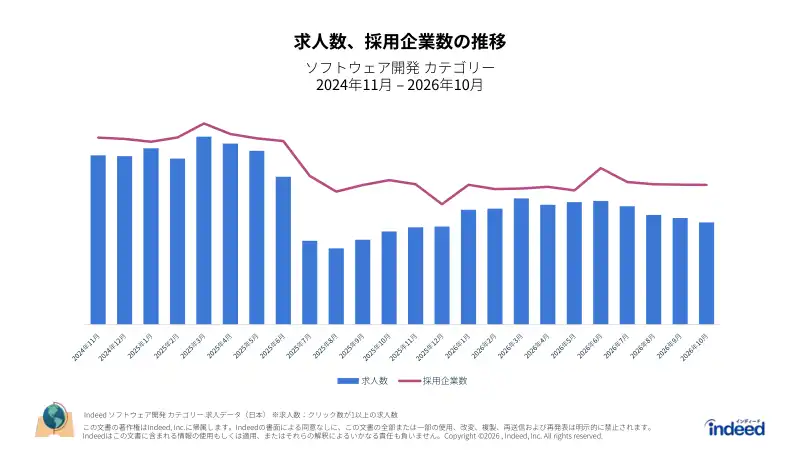 求人数、採用企業数の推移
ソフトウェア開発 カテゴリー
2024年11月 – 2026年10月
2024年11月
2024年12月
2025年1月
2025年2月
2025年3月
2025年4月
2025年5月
2025年6月
2025年7月
2025年8月
2025年9月
2025年10月
2025年11月
2025年12月
2026年1月
2026年2月
2026年3月
2026年4月
2026年5月
2026年6月
2026年7月
2026年8月
2026年9月
2026年10月
求人数 採用企業数
Indeed ソフトウェア開発 カテゴリー 求人データ（日本） ※求人数：クリック数が1以上の求人数
この文書の著作権はIndeed, Inc.に帰属します。Indeedの書面による同意なしに、この文書の全部または一部の使用、改変、複製、再送信および再発表は明示的に禁止されます。
Indeedはこの文書に含まれる情報の使用もしくは適用、またはそれらの解釈によるいかなる責任も負いません。Copyright ©2026 , Indeed, Inc. All rights reserved.
インディード
indeed